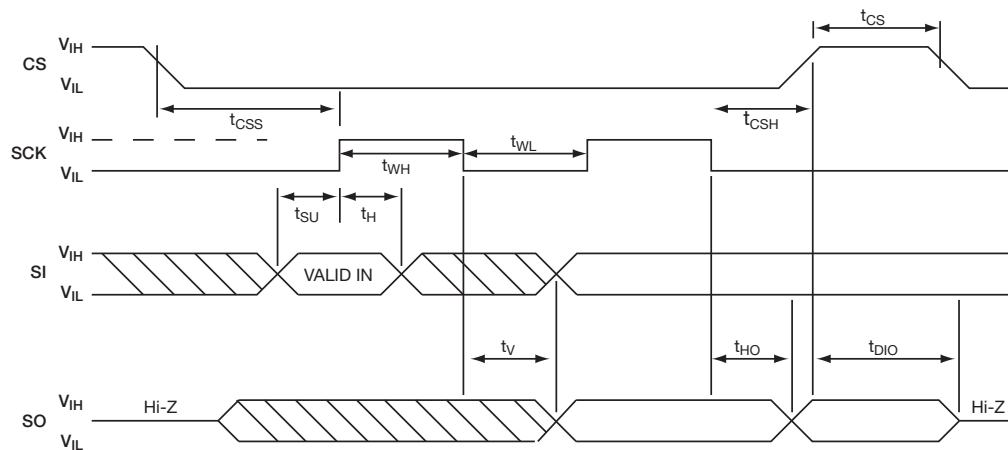 tCS
VIH
CS
VIL
tCSS
tCSH
VIH
SCK
VIL
tWH
tWL
tSU
tH
VIH
SI
VALID IN
VIL
tV
tHO
tDIO
VIH
SO
Hi-Z
Hi-Z
VIL